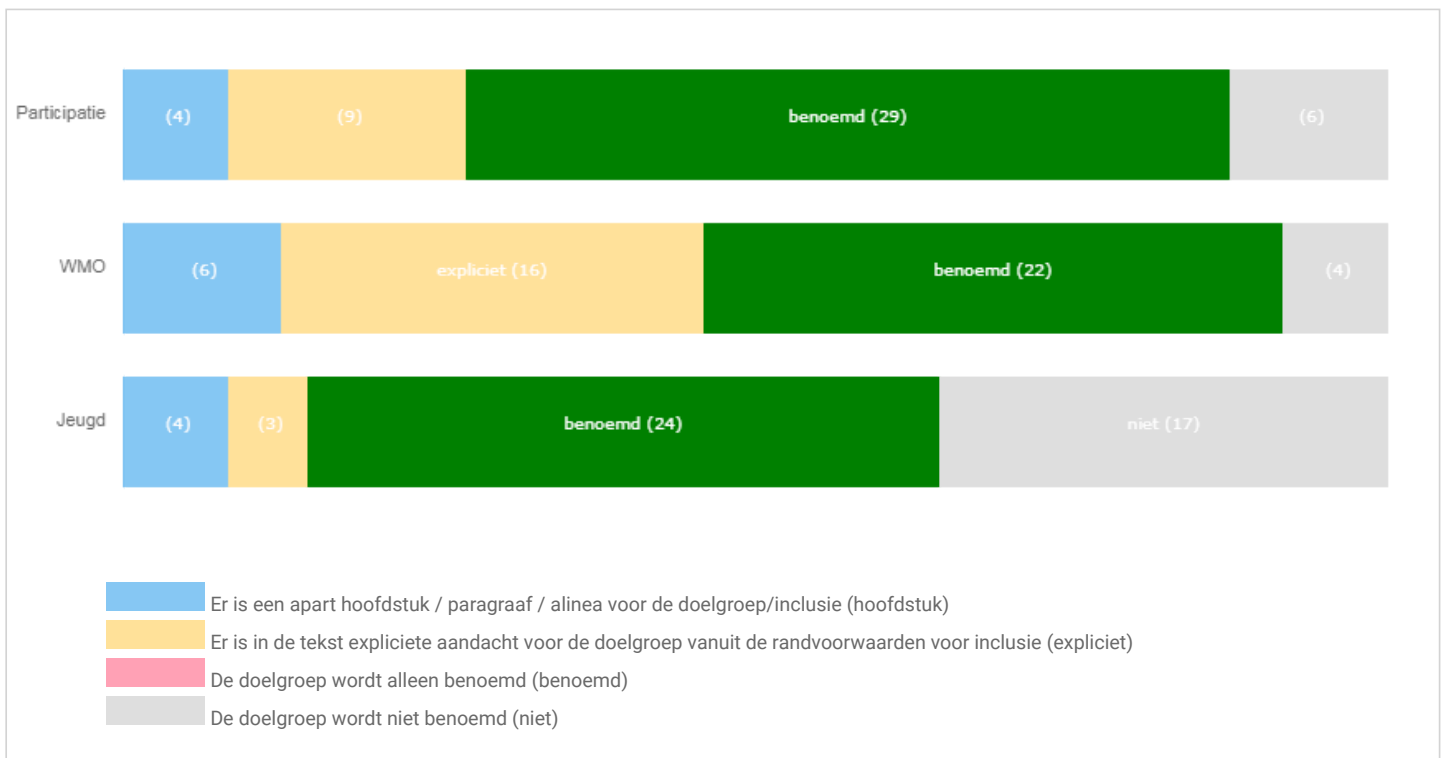 Participatie (4) (9) benoemd (29) (6)
WMO (6) expliciet (16) benoemd (22) (4)
Jeugd (4) (3) benoemd (24) niet (17)
Er is een apart hoofdstuk / paragraaf / alinea voor de doelgroep/inclusie (hoofdstuk)
Er is in de tekst expliciete aandacht voor de doelgroep vanuit de randvoorwaarden voor inclusie (expliciet)
De doelgroep wordt alleen benoemd (benoemd)
De doelgroep wordt niet benoemd (niet)